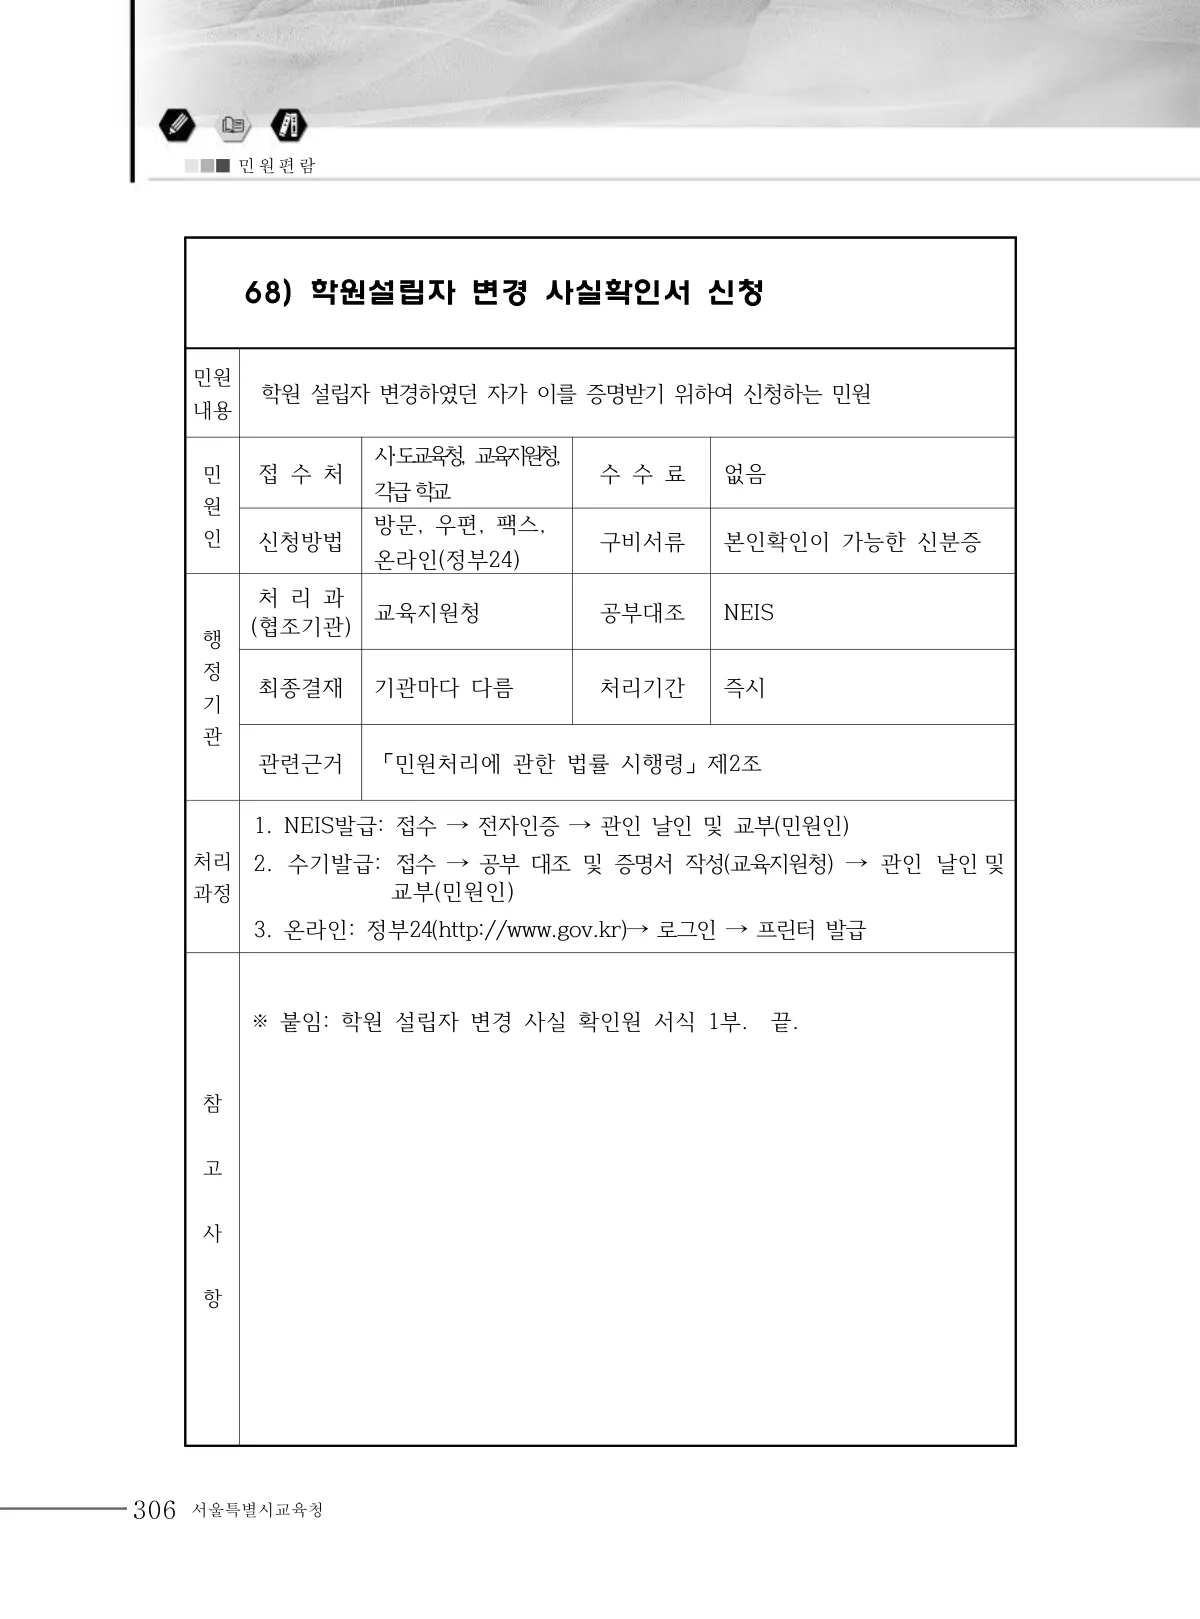 민원편람
68) 학원설립자 변경 사실확인서 신청
민원
내용
학원 설립자 변경하였던 자가 이를 증명받기 위하여 신청하는 민원
민
원
인
접 수 처
시·도교육청, 교육지원청,
각급 학교
수 수 료
없음
신청방법
방문, 우편, 팩스,
온라인(정부24)
구비서류
본인확인이 가능한 신분증
행
정
기
관
처 리 과
(협조기관)
교육지원청
공부대조
NEIS
최종결재
기관마다 다름
처리기간
즉시
관련근거
「민원처리에 관한 법률 시행령」제2조
처리
과정
1. NEIS발급: 접수 → 전자인증 → 관인 날인 및 교부(민원인)
2. 수기발급: 접수 → 공부 대조 및 증명서 작성(교육지원청) → 관인 날인 및
교부(민원인)
3. 온라인: 정부24(http://www.gov.kr)→ 로그인 → 프린터 발급
참
고
사
항
※ 붙임: 학원 설립자 변경 사실 확인원 서식 1부. 끝.
306 서울특별시교육청